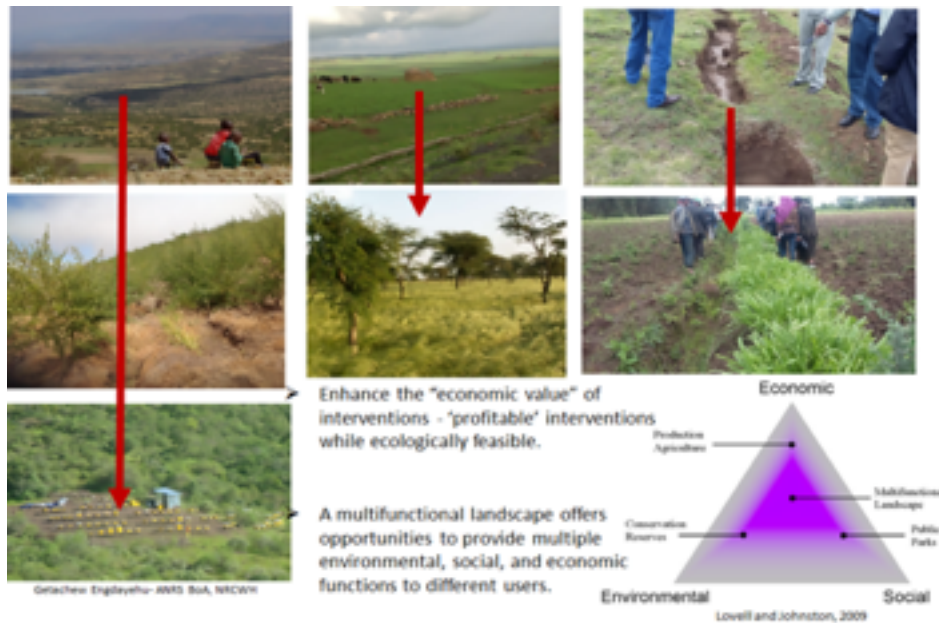 ➢ Enhance the "economic value" of
interventions - 'profitable' interventions
while ecologically feasible.
➢ A multifunctional landscape offers
opportunities to provide multiple
environmental, social, and economic
functions to different users.
Getachew Engdayehu- ANRS BoA, NRCWH
Economic
Production
Agriculture
Multifunctional
Landscape
Conservation
Reserves
Public
Parks
Environmental
Social
Lovell and Johnston, 2009